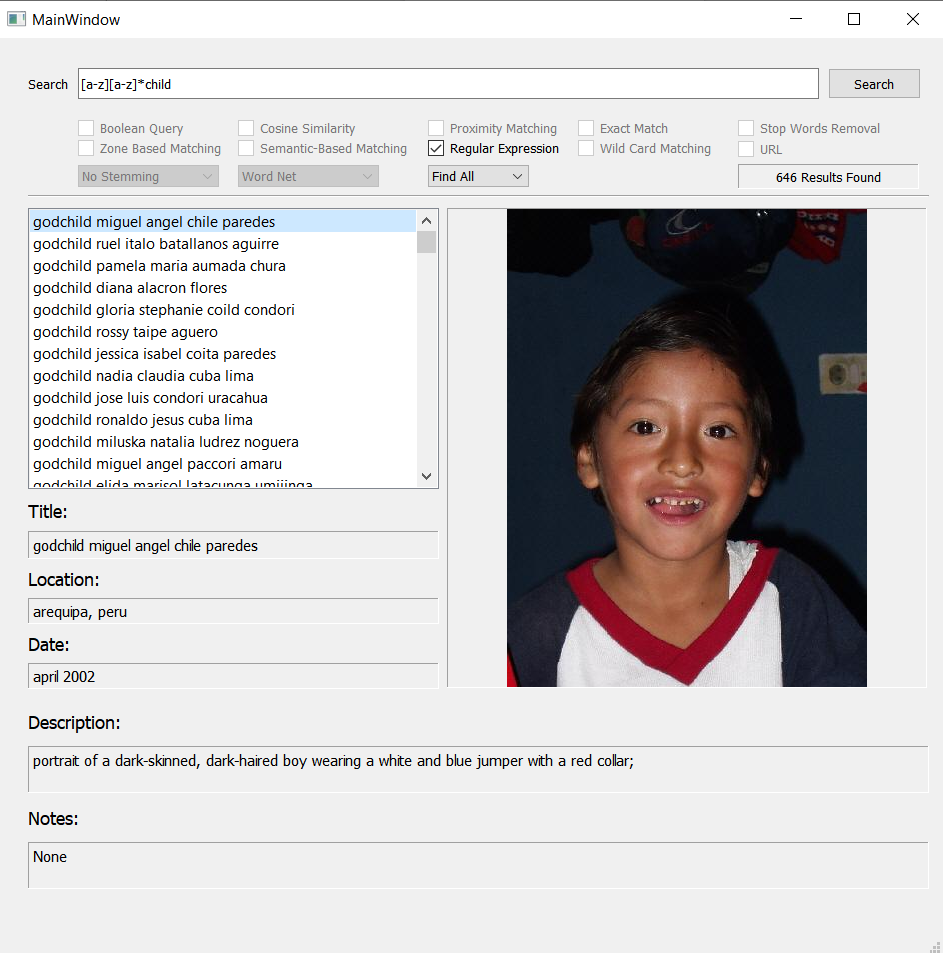 MainWindow
Search [a-z][a-z]*child Search
Boolean Query Cosine Similarity Proximity Matching Exact Match Stop Words Removal
Zone Based Matching Semantic-Based Matching Regular Expression Wild Card Matching URL
No Stemming Word Net Find All 646 Results Found
godchild miguel angel chile paredes
godchild ruel italo batallanos aguirre
godchild pamela maria aumada chura
godchild diana alacron flores
godchild gloria stephanie coild condori
godchild rossy taipe aguero
godchild jessica isabel coita paredes
godchild nadia claudia cuba lima
godchild jose luis condori uracahua
godchild ronaldo jesus cuba lima
godchild miluska natalia ludrez noguera
godchild miguel angel paccori amaru
godchild elida marisol latacunga
Title:
godchild miguel angel chile paredes
Location:
arequipa, peru
Date:
april 2002
Description:
portrait of a dark-skinned, dark-haired boy wearing a white and blue jumper with a red collar;
Notes:
None